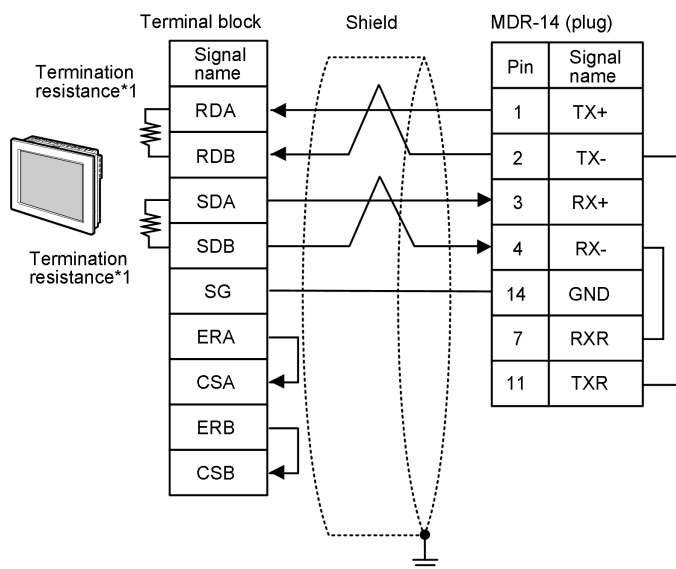 Terminal block
Shield
MDR-14 (plug)
Termination
resistance*1
Termination
resistance*1
Signal
name
RDA
RDB
SDA
SDB
SG
ERA
CSA
ERB
CSB
Pin
Signal
name
1 TX+
2 TX-
3 RX+
4 RX-
14 GND
7 RXR
11 TXR